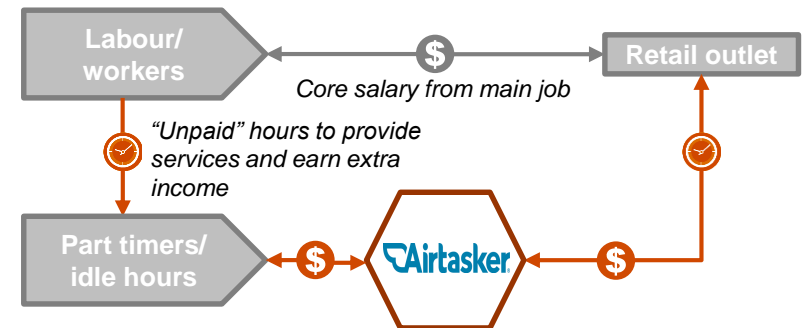 Labour/
workers
$
Retail outlet
Core salary from main job
“Unpaid” hours to provide
services and earn extra
income
Part timers/
idle hours
$
Airtasker
$